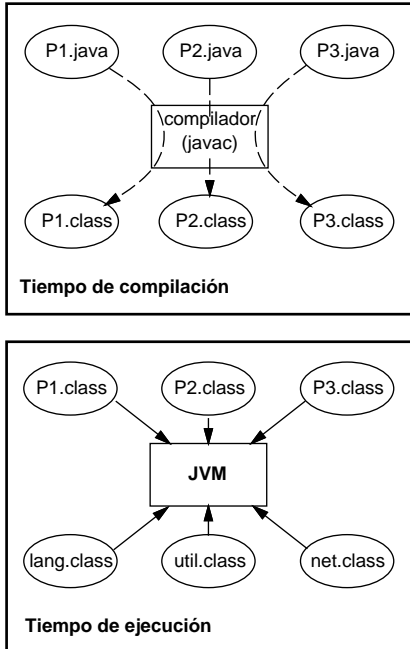 P1.java P2.java P3.java
compilador
(javac)
P1.class P2.class P3.class
Tiempo de compilación
P1.class P2.class P3.class
JVM
lang.class util.class net.class
Tiempo de ejecución